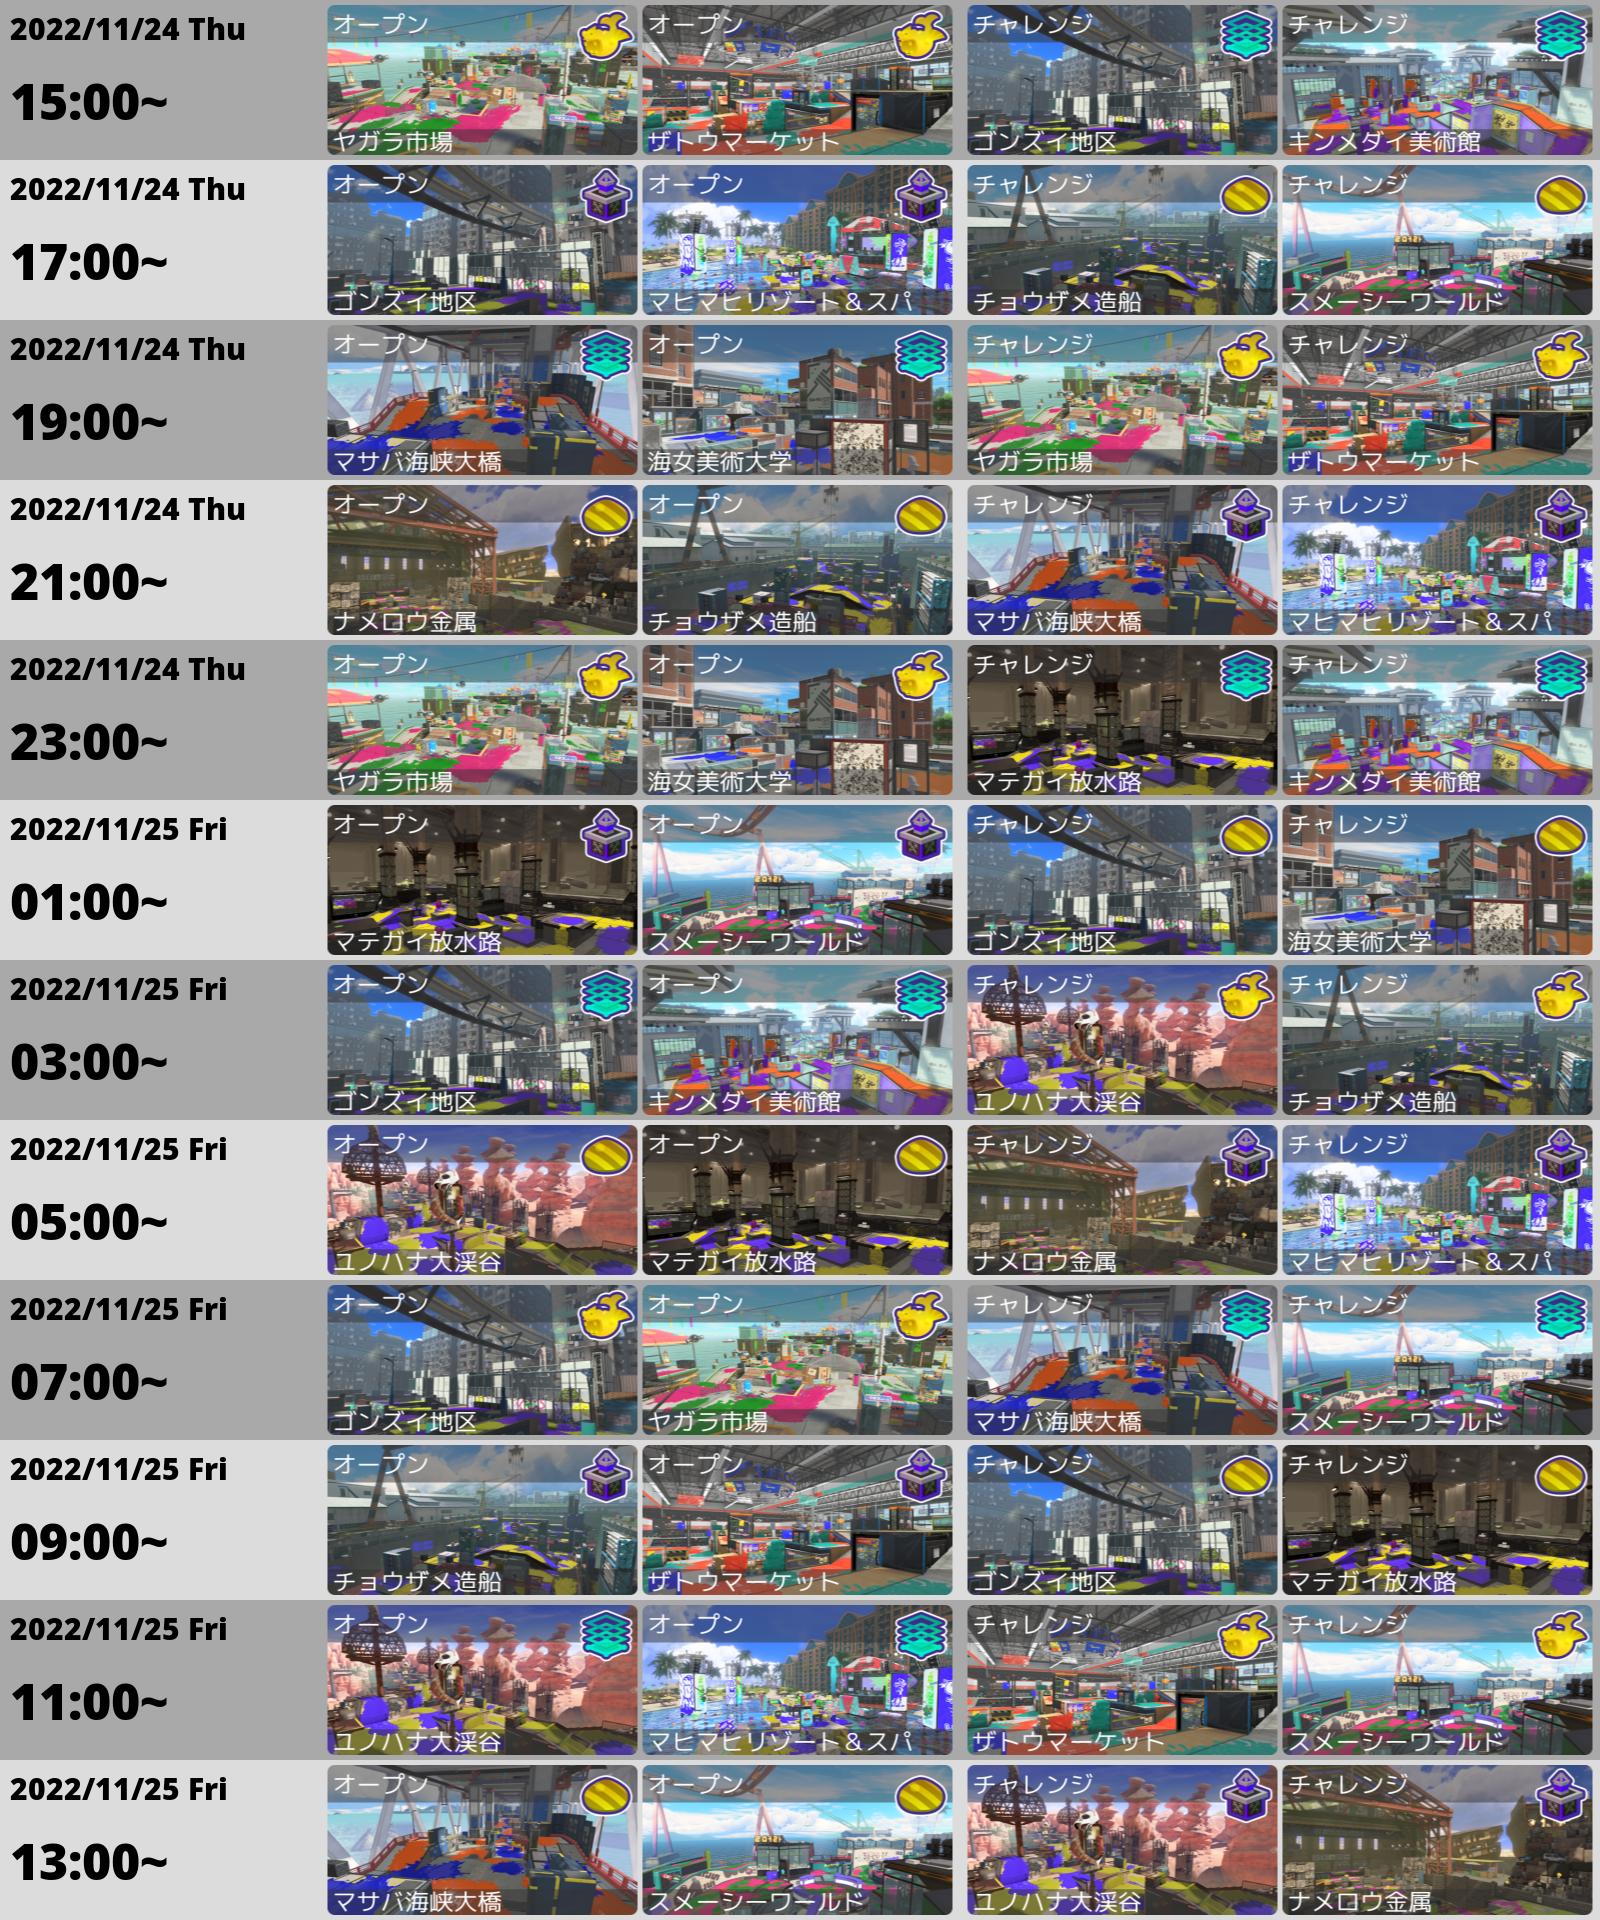 2022/11/24 Thu
15:00~
オープン オープン チャレンジ チャレンジ
ヤガラ市場 ザトウマーケット ゴンズイ地区 キンメダイ美術館
2022/11/24 Thu
17:00~
オープン オープン チャレンジ チャレンジ
ゴンズイ地区 マヒマヒリゾート＆スパ チョウザメ造船 スメーシーワールド
2022/11/24 Thu
19:00~
オープン オープン チャレンジ チャレンジ
マサバ海峡大橋 海女美術大学 ヤガラ市場 ザトウマーケット
2022/11/24 Thu
21:00~
オープン オープン チャレンジ チャレンジ
ナメロウ金属 チョウザメ造船 マサバ海峡大橋 マヒマヒリゾート＆スパ
2022/11/24 Thu
23:00~
オープン オープン チャレンジ チャレンジ
ヤガラ市場 海女美術大学 マテガイ放水路 キンメダイ美術館
2022/11/25 Fri
01:00~
オープン オープン チャレンジ チャレンジ
マテガイ放水路 スメーシーワールド ゴンズイ地区 海女美術大学
2022/11/25 Fri
03:00~
オープン オープン チャレンジ チャレンジ
ゴンズイ地区 キンメダイ美術館 ユノハナ大渓谷 チョウザメ造船
2022/11/25 Fri
05:00~
オープン オープン チャレンジ チャレンジ
ユノハナ大渓谷 マテガイ放水路 ナメロウ金属 マヒマヒリゾート＆スパ
2022/11/25 Fri
07:00~
オープン オープン チャレンジ チャレンジ
ゴンズイ地区 ヤガラ市場 マサバ海峡大橋 スメーシーワールド
2022/11/25 Fri
09:00~
オープン オープン チャレンジ チャレンジ
チョウザメ造船 ザトウマーケット ゴンズイ地区 マテガイ放水路
2022/11/25 Fri
11:00~
オープン オープン チャレンジ チャレンジ
ユノハナ大渓谷 マヒマヒリゾート＆スパ ザトウマーケット スメーシーワールド
2022/11/25 Fri
13:00~
オープン オープン チャレンジ チャレンジ
マサバ海峡大橋 スメーシーワールド ユノハナ大渓谷 ナメロウ金属